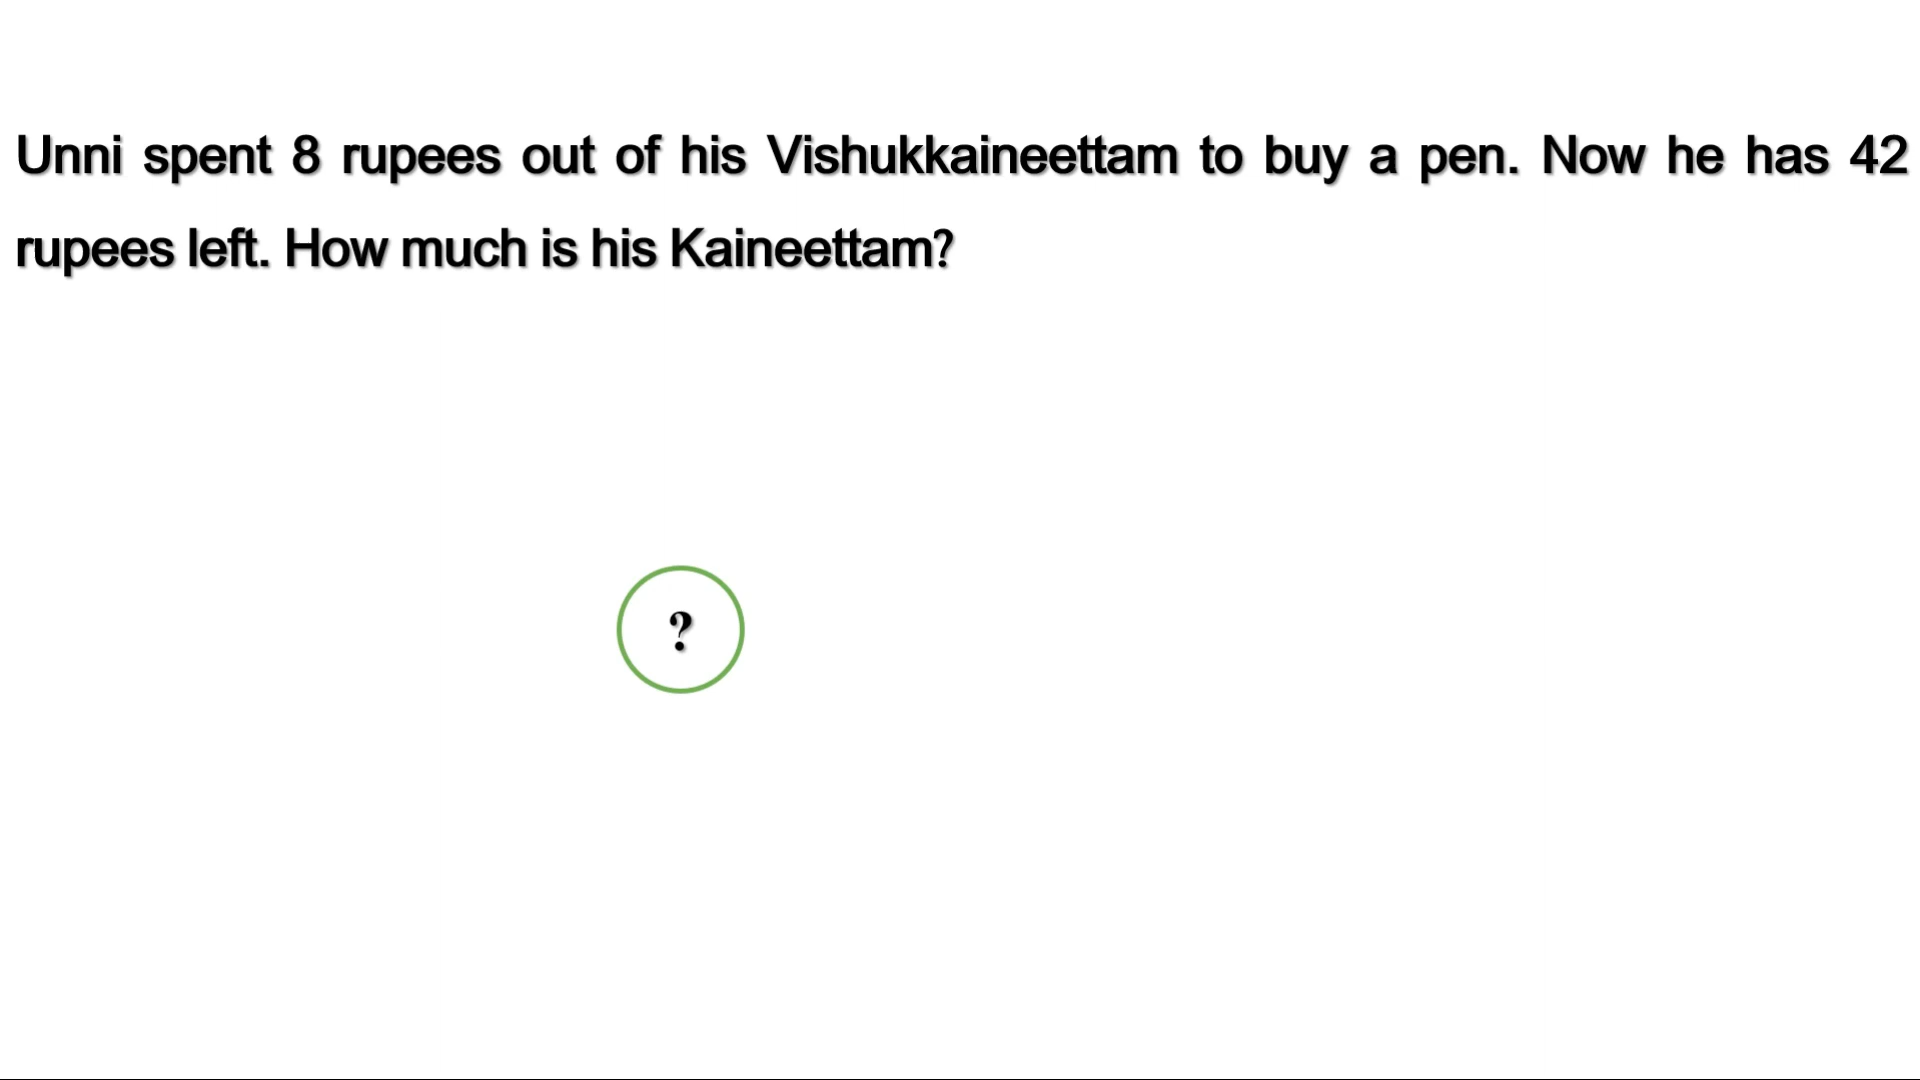 Unni spent 8 rupees out of his Vishukkaineettam to buy a pen. Now he has 42
rupees left. How much is his Kaineettam?
?